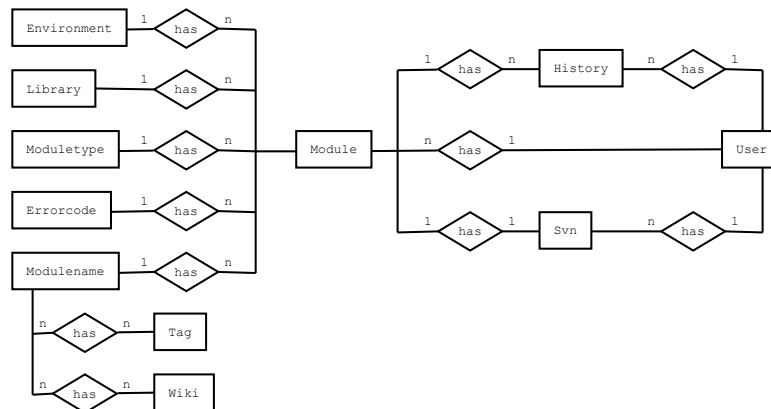 Environment 1 has n
Library 1 has n
1 has n History n has 1
Moduletype 1 has n Module n has 1 User
Errorcode 1 has n
1 has 1 Svn n has 1
Modulename 1 has n
n has n Tag
n has n Wiki